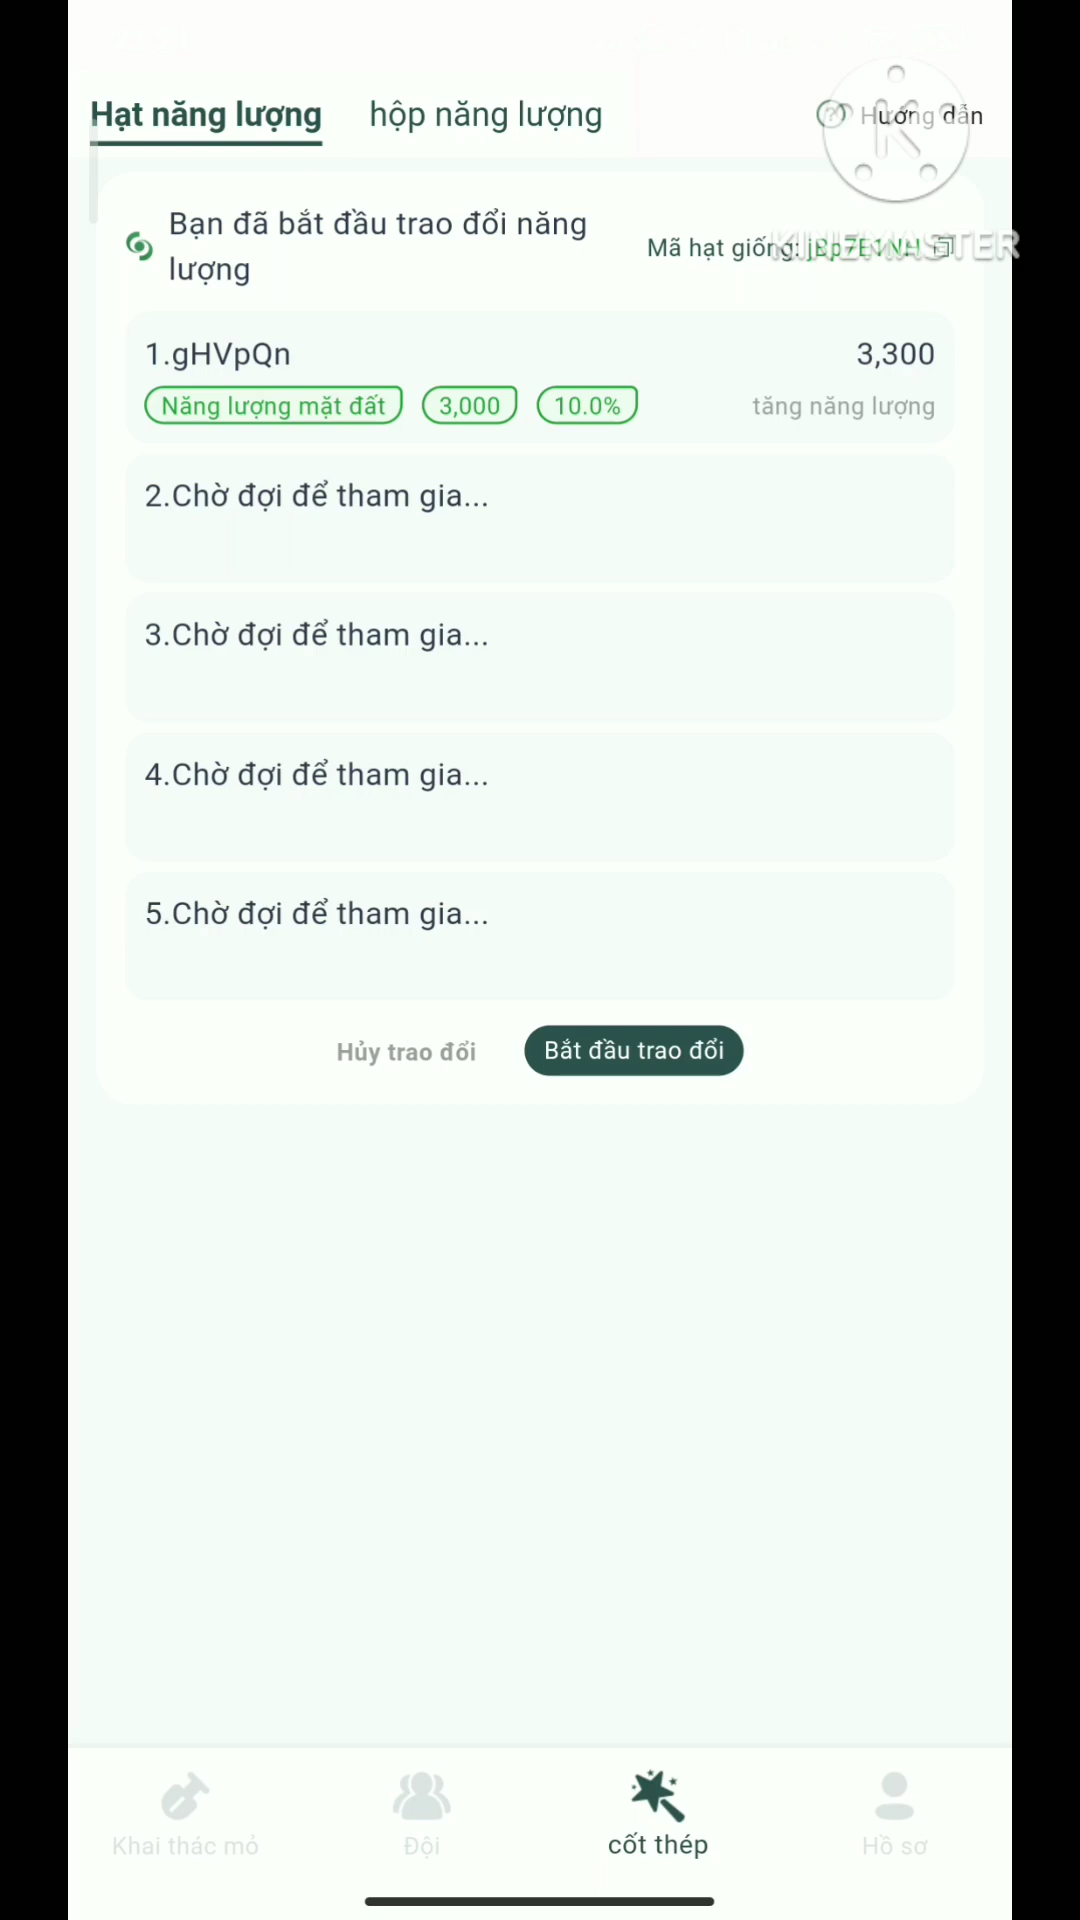 Hạt năng lượng hộp năng lượng Hướng dẫn
Bạn đã bắt đầu trao đổi năng
lượng
Mã hạt giống: jBp7E1NH
KINEMASTER
1.gHVpQn 3,300
Năng lượng mặt đất 3,000 10.0% tăng năng lượng
2.Chờ đợi để tham gia...
3.Chờ đợi để tham gia...
4.Chờ đợi để tham gia...
5.Chờ đợi để tham gia...
Hủy trao đổi Bắt đầu trao đổi
Khai thác mỏ Đội cốt thép Hồ sơ